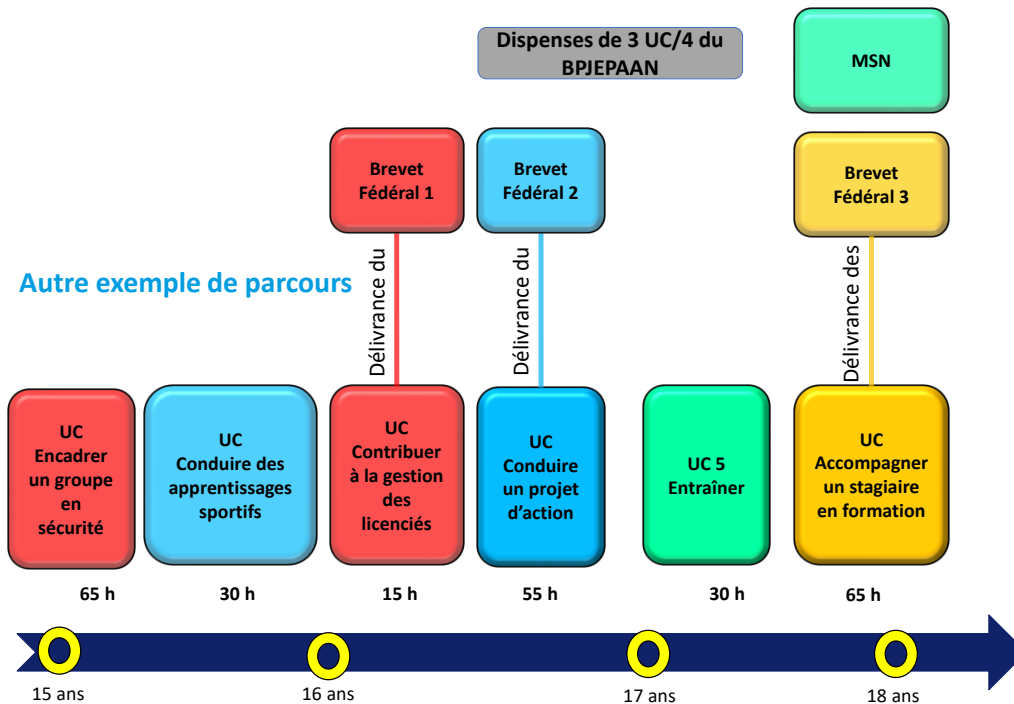 Dispenses de 3 UC/4 du
BPJEPAAN
MSN
Brevet
Fédéral 1
Brevet
Fédéral 2
Brevet
Fédéral 3
Autre exemple de parcours
Délivrance du
Délivrance du
Délivrance des
UC
Encadrer
un groupe
en
sécurité
UC
Conduire des
apprentissages
sportifs
UC
Contribuer
à la gestion
des
licenciés
UC
Conduire
un projet
d'action
UC 5
Entraîner
UC
Accompagner
un stagiaire
en formation
65 h
30 h
15 h
55 h
30 h
65 h
15 ans
16 ans
17 ans
18 ans